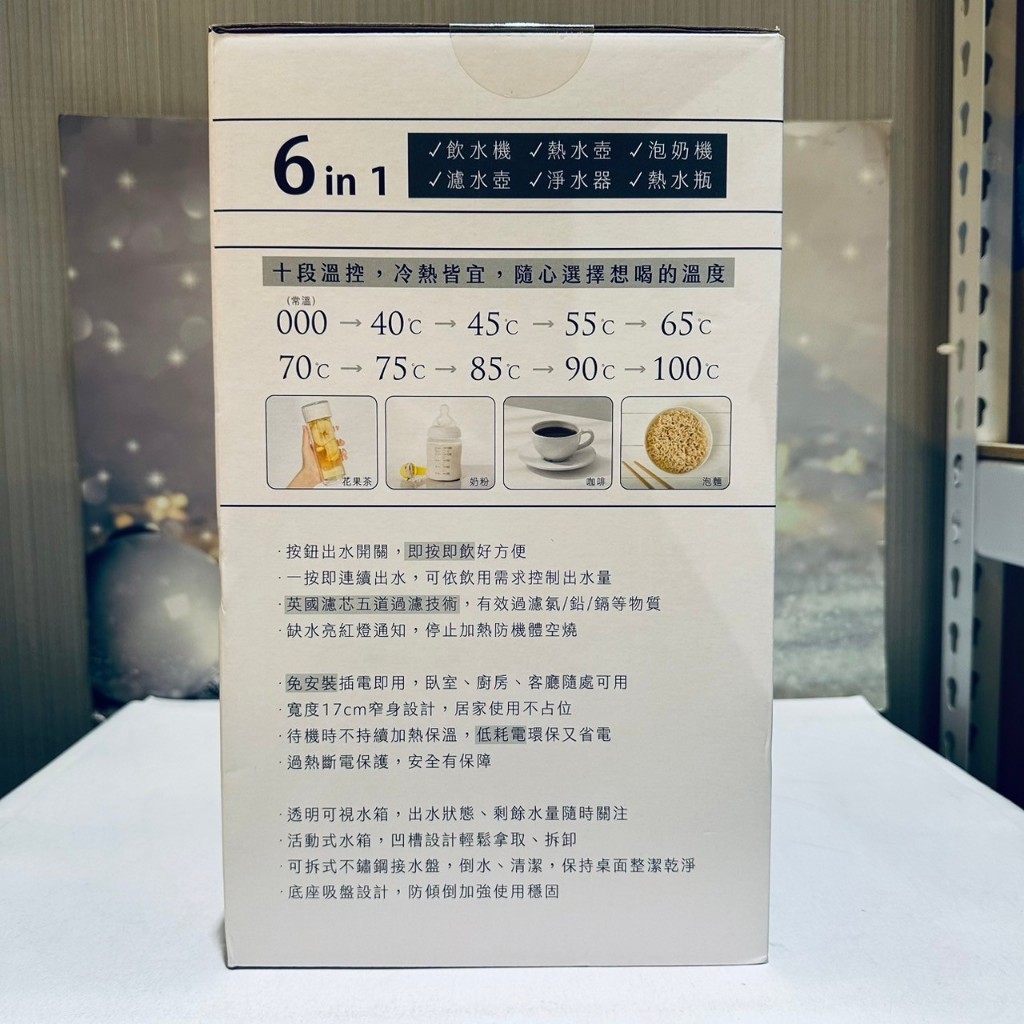 6 in 1
✓飲水機 ✓熱水壺 ✓泡奶機
✓濾水壺 ✓淨水器 ✓熱水瓶
十段溫控，冷熱皆宜，隨心選擇想喝的溫度
(常溫)
000 → 40℃ → 45℃ → 55℃ → 65℃
70℃ → 75℃ → 85℃ → 90℃ → 100℃
花果茶 奶粉 咖啡 泡麵
·按鈕出水開關，即按即飲好方便
·一按即連續出水，可依飲用需求控制出水量
·英國濾芯五道過濾技術，有效過濾氯/鉛/鎘等物質
·缺水亮紅燈通知，停止加熱防機體空燒
·免安裝插電即用，臥室、廚房、客廳隨處可用
·寬度17cm窄身設計，居家使用不占位
·待機時不持續加熱保溫，低耗電環保又省電
·過熱斷電保護，安全有保障
·透明可視水箱，出水狀態、剩餘水量隨時關注
·活動式水箱，凹槽設計輕鬆拿取、拆卸
·可拆式不鏽鋼接水盤，倒水、清潔，保持桌面整潔乾淨
·底座吸盤設計，防傾倒加強使用穩固